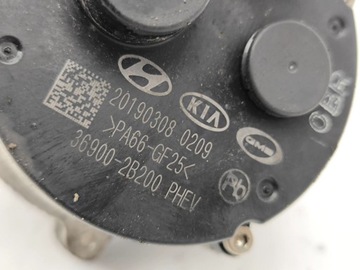 KIA
20190308 0209
>PA66-GF25<
36900-2B200 PHEV
OBR